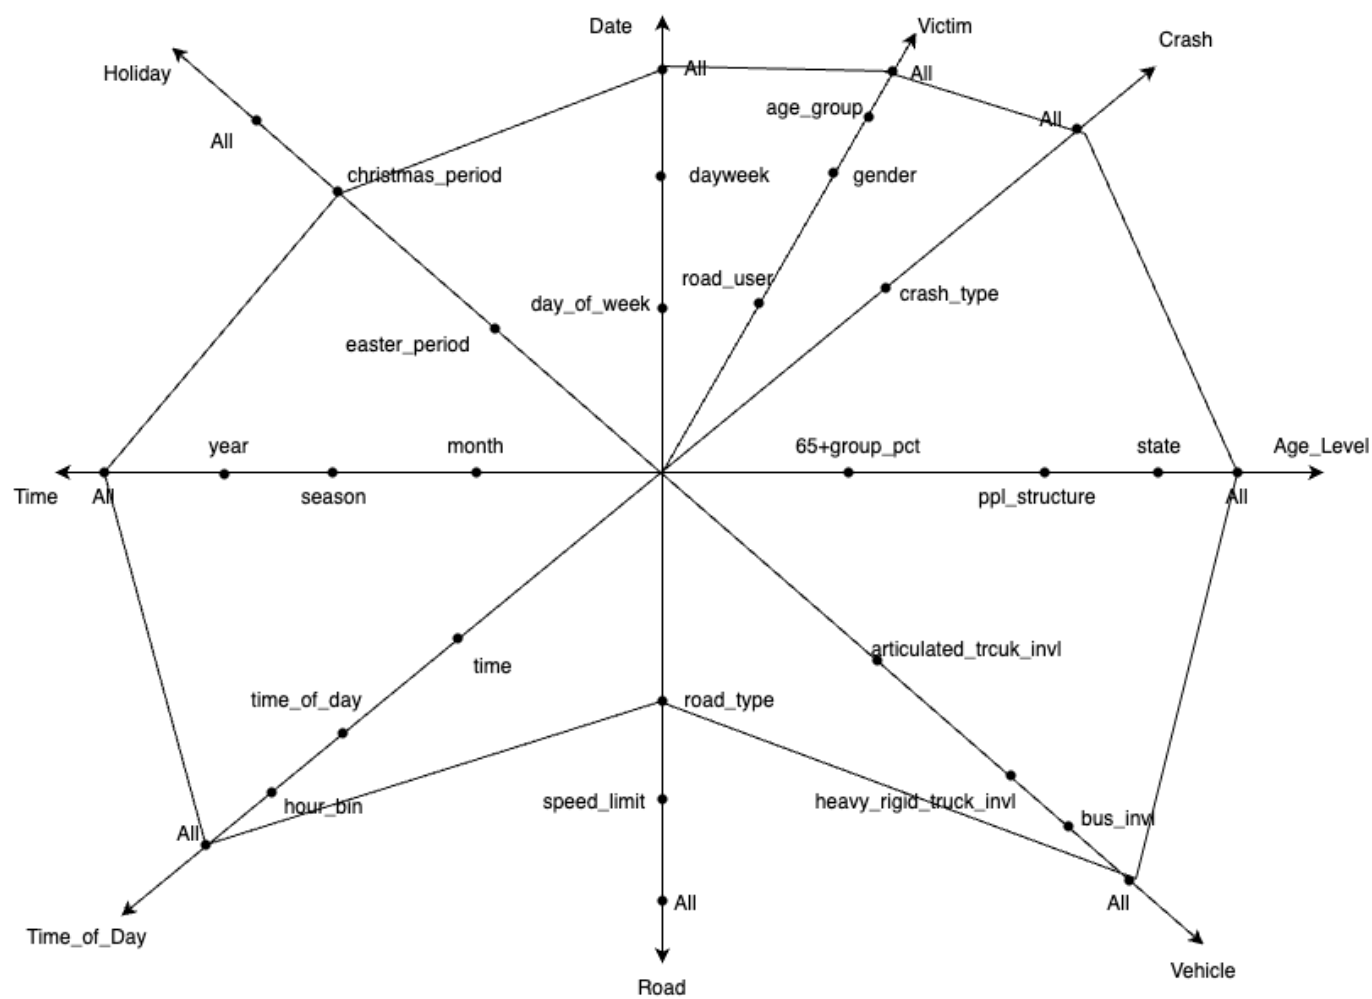 Date
Victim
Crash
Holiday
All
All
age_group
All
All
christmas_period
dayweek
gender
road_user
crash_type
day_of_week
easter_period
year
month
65+group_pct
state
Age_Level
Time
All
season
ppl_structure
All
articulated_trcuk_invl
time
time_of_day
road_type
hour_bin
speed_limit
heavy_rigid_truck_invl
bus_invl
All
All
All
Time_of_Day
Vehicle
Road